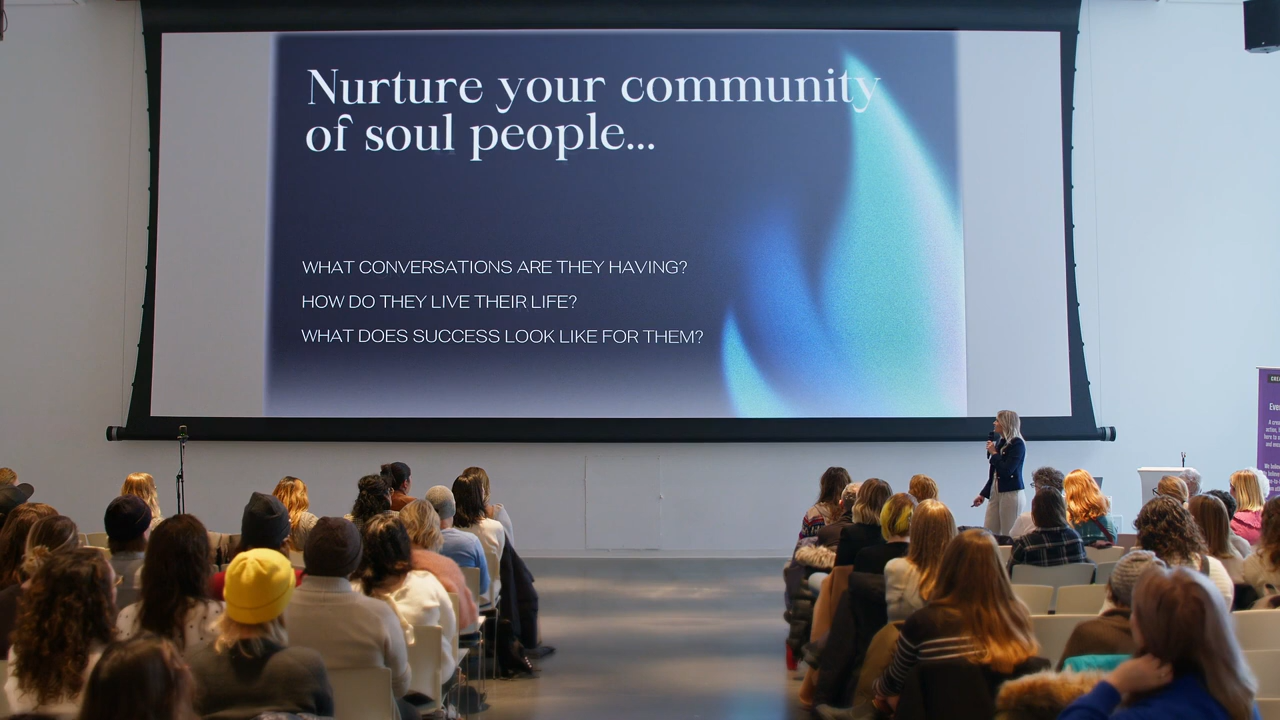 Nurture your community
of soul people...
WHAT CONVERSATIONS ARE THEY HAVING?
HOW DO THEY LIVE THEIR LIFE?
WHAT DOES SUCCESS LOOK LIKE FOR THEM?